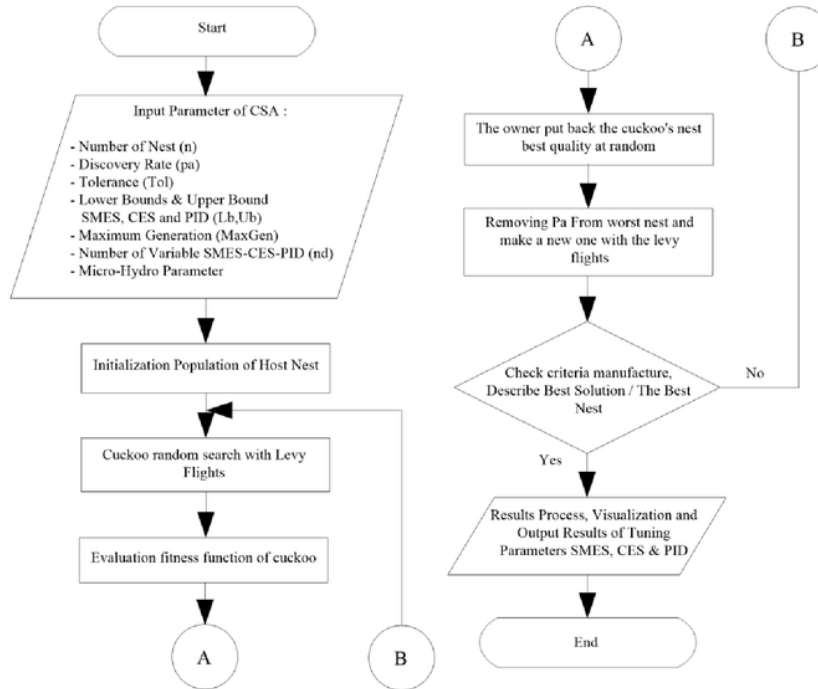 Start
Input Parameter of CSA :
- Number of Nest (n)
- Discovery Rate (pa)
- Tolerance (Tol)
- Lower Bounds & Upper Bound
SMES, CES and PID (Lb,Ub)
- Maximum Generation (MaxGen)
- Number of Variable SMES-CES-PID (nd)
- Micro-Hydro Parameter
Initialization Population of Host Nest
Cuckoo random search with Levy
Flights
Evaluation fitness function of cuckoo
A
B
A
B
The owner put back the cuckoo's nest
best quality at random
Removing Pa From worst nest and
make a new one with the levy
flights
Check criteria manufacture,
Describe Best Solution / The Best
Nest
No
Yes
Results Process, Visualization and
Output Results of Tuning
Parameters SMES, CES & PID
End